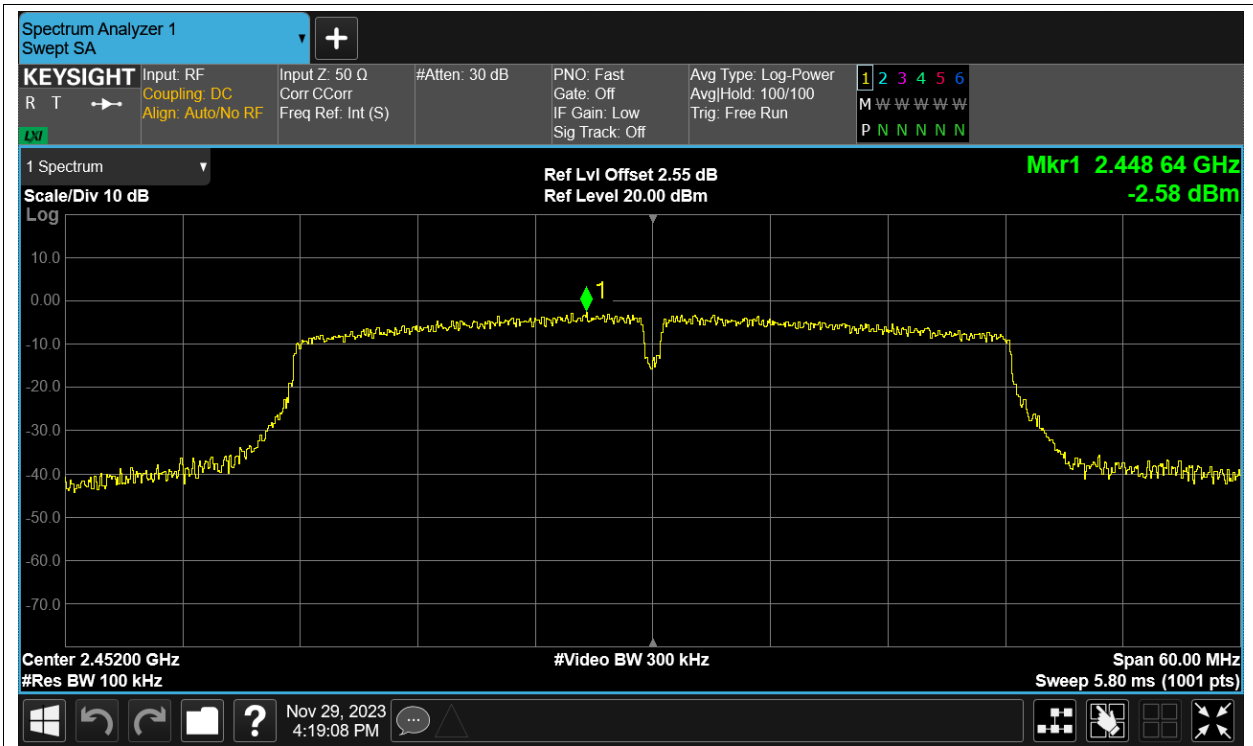 Spectrum Analyzer 1
Swept SA
KEYSIGHT
R T
LXI
Input: RF
Coupling: DC
Align: Auto/No RF
Input Z: 50 Ω
Corr CCorr
Freq Ref: Int (S)
#Atten: 30 dB
PNO: Fast
Gate: Off
IF Gain: Low
Sig Track: Off
Avg Type: Log-Power
Avg|Hold: 100/100
Trig: Free Run
1 2 3 4 5 6
M W W W W W
P N N N N N
1 Spectrum
Scale/Div 10 dB
Log
Ref Lvl Offset 2.55 dB
Ref Level 20.00 dBm
Mkr1 2.448 64 GHz
-2.58 dBm
10.0
0.00
-10.0
-20.0
-30.0
-40.0
-50.0
-60.0
-70.0
1
Center 2.45200 GHz
#Res BW 100 kHz
#Video BW 300 kHz
Span 60.00 MHz
Sweep 5.80 ms (1001 pts)
?
Nov 29, 2023
4:19:08 PM